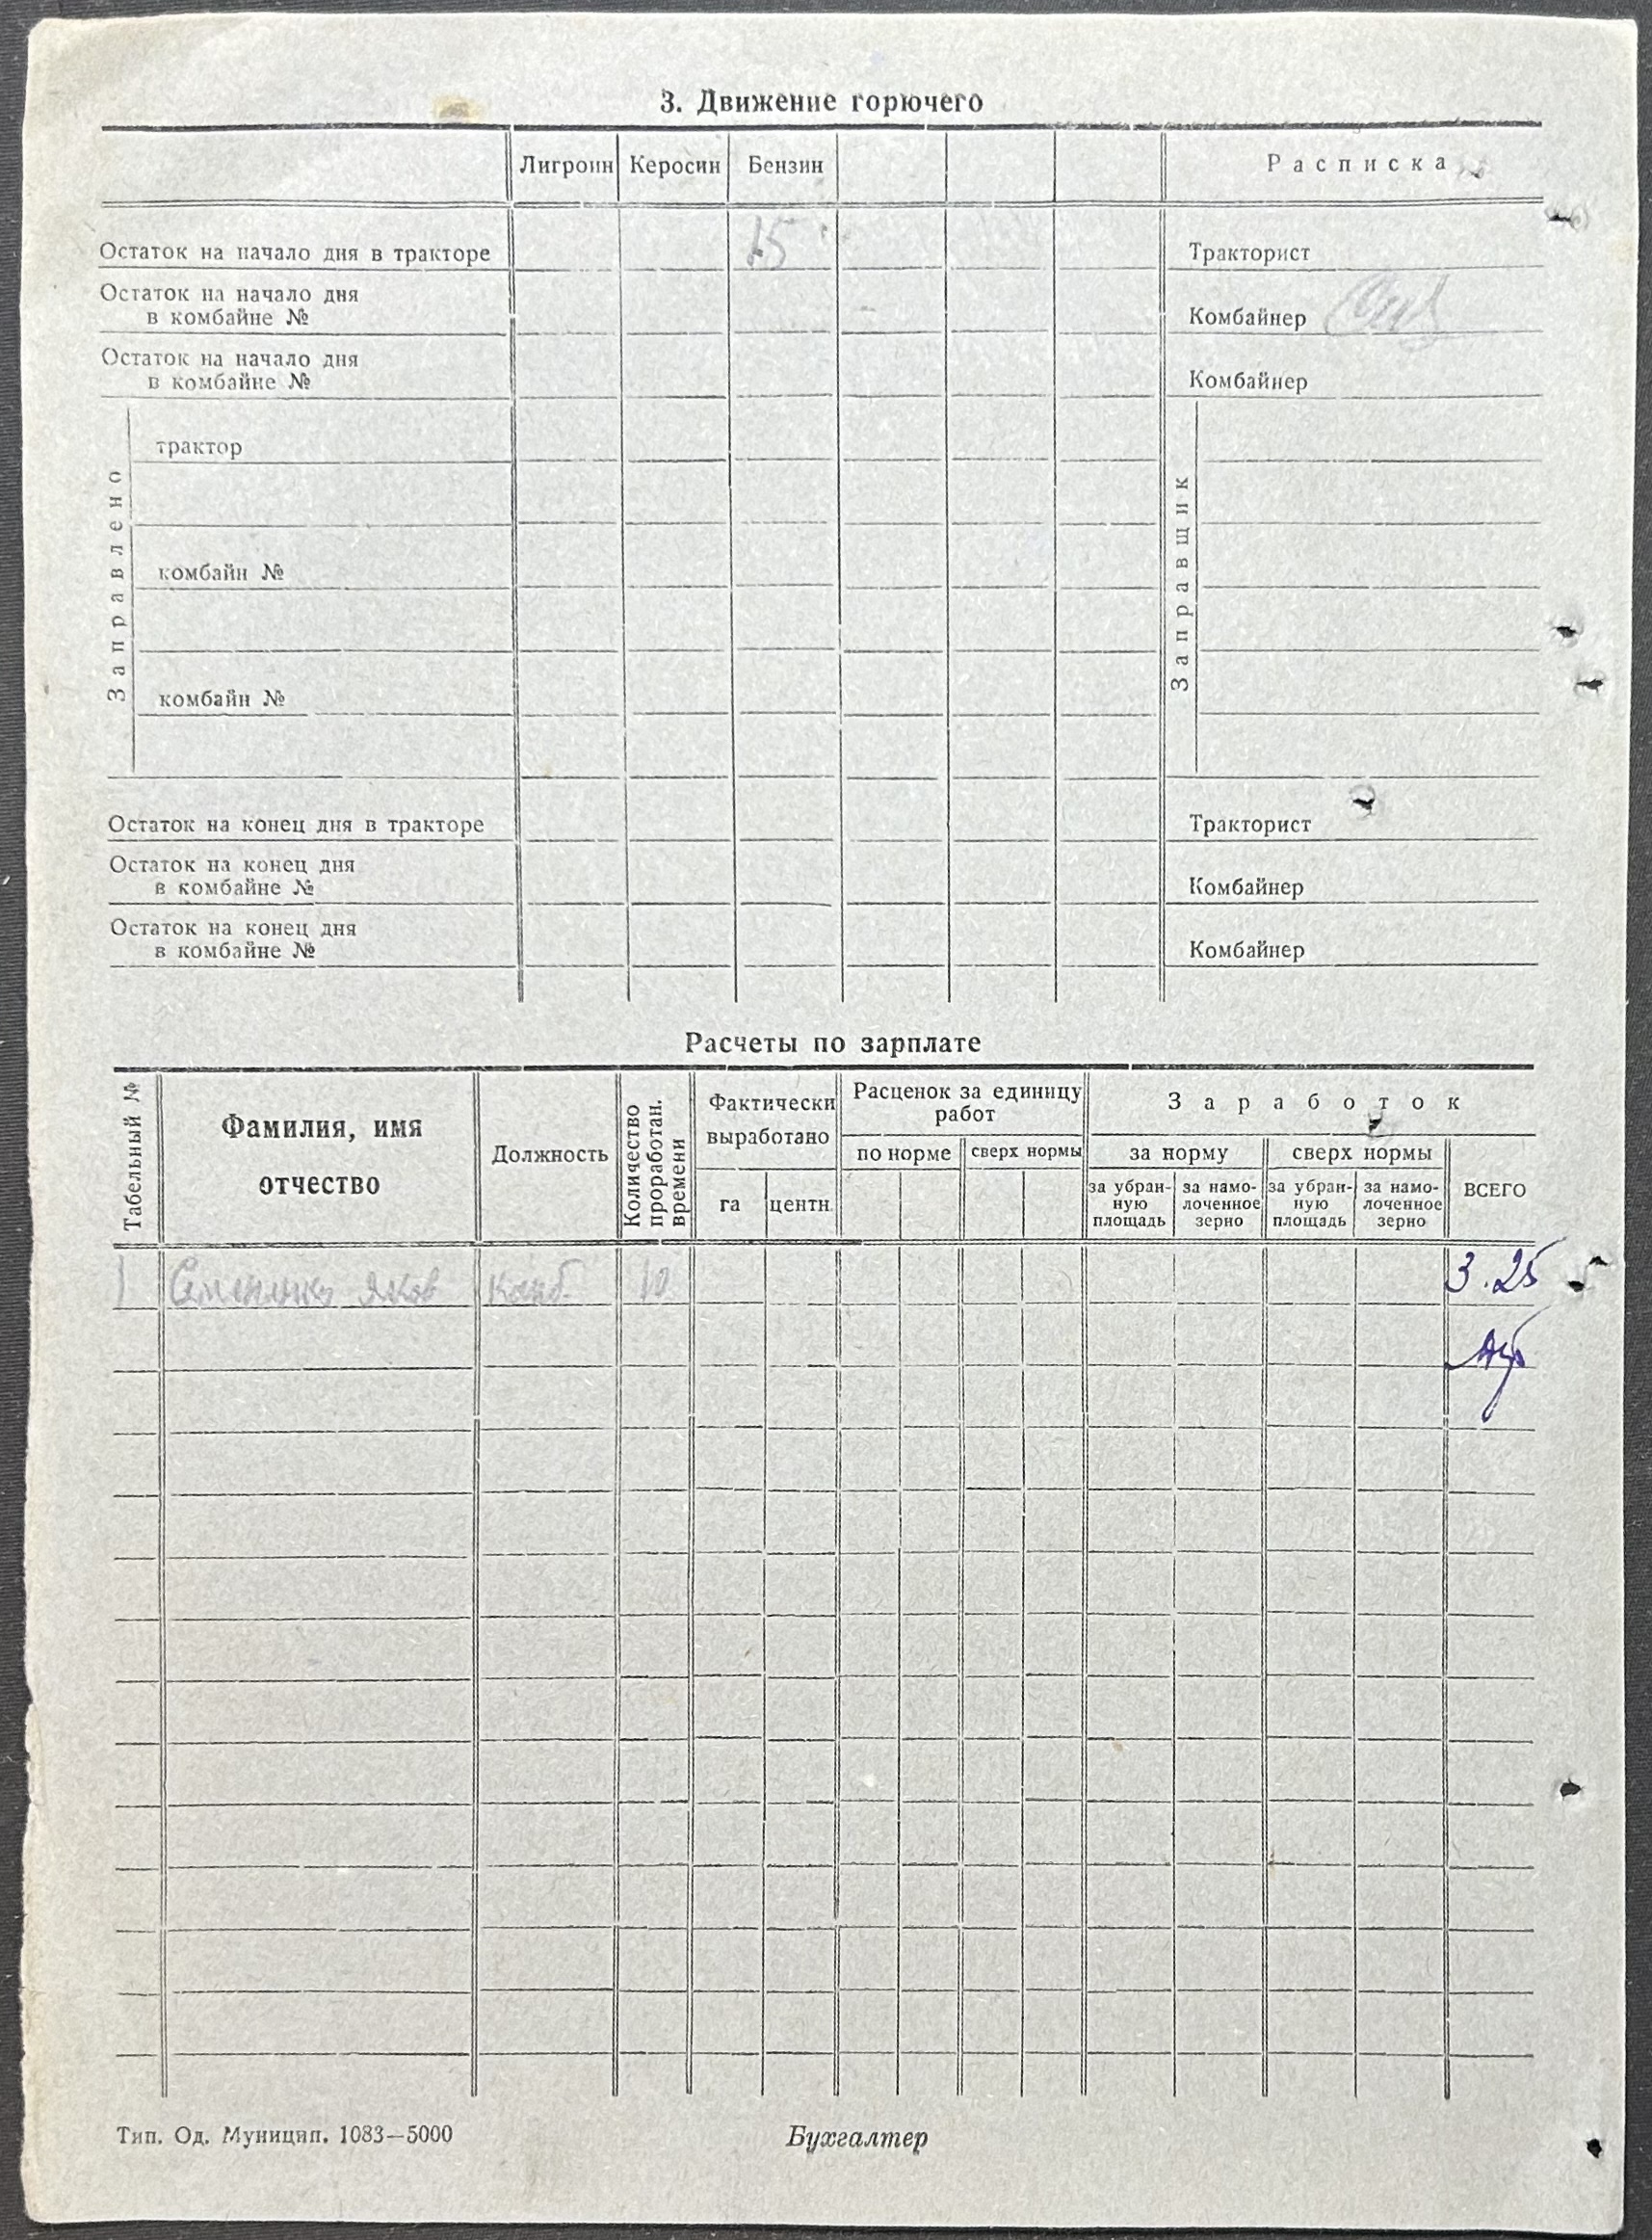 3. Движение горючего
Лигроин Керосин Бензин Расписка
Остаток на начало дня в тракторе 15 Тракторист
Остаток на начало дня
в комбайне № Комбайнер
Остаток на начало дня
в комбайне № Комбайнер
Заправлено
трактор
комбайн №
комбайн №
Заправщик
Остаток на конец дня в тракторе Тракторист
Остаток на конец дня
в комбайне № Комбайнер
Остаток на конец дня
в комбайне № Комбайнер
Расчеты по зарплате
Табельный №
Фамилия, имя
отчество
Должность
Количество
проработан.
времени
Фактически
выработано
га центн.
Расценок за единицу
работ
по норме сверх нормы
Заработок
за норму сверх нормы
за убран-
ную
площадь
за намо-
лоченное
зерно
за убран-
ную
площадь
за намо-
лоченное
зерно
ВСЕГО
1 Яков Комб. 10 3.25
Тип. Од. Муницип. 1083—5000 Бухгалтер